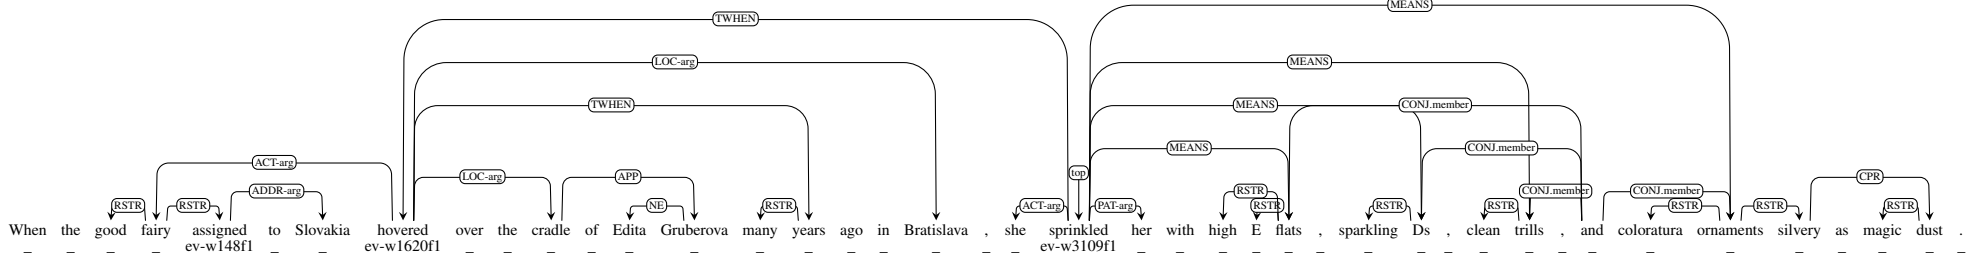 TWHEN MEANS
LOC-arg MEANS
TWHEN MEANS CONJ.member
ACT-arg MEANS CONJ.member
LOC-arg APP top CPR
ADDR-arg RSTR CONJ.member CONJ.member
RSTR RSTR NE RSTR ACT-arg PAT-arg RSTR RSTR RSTR RSTR RSTR RSTR
When the good fairy assigned to Slovakia hovered over the cradle of Edita Gruberova many years ago in Bratislava , she sprinkled her with high E flats , sparkling Ds , clean trills , and coloratura ornaments silvery as magic dust .
_ _ _ _ ev-w148f1 _ _ ev-w1620f1 _ _ _ _ _ _ _ _ _ _ _ _ _ ev-w3109f1 _ _ _ _ _ _ _ _ _ _ _ _ _ _ _ _ _ _ _ _